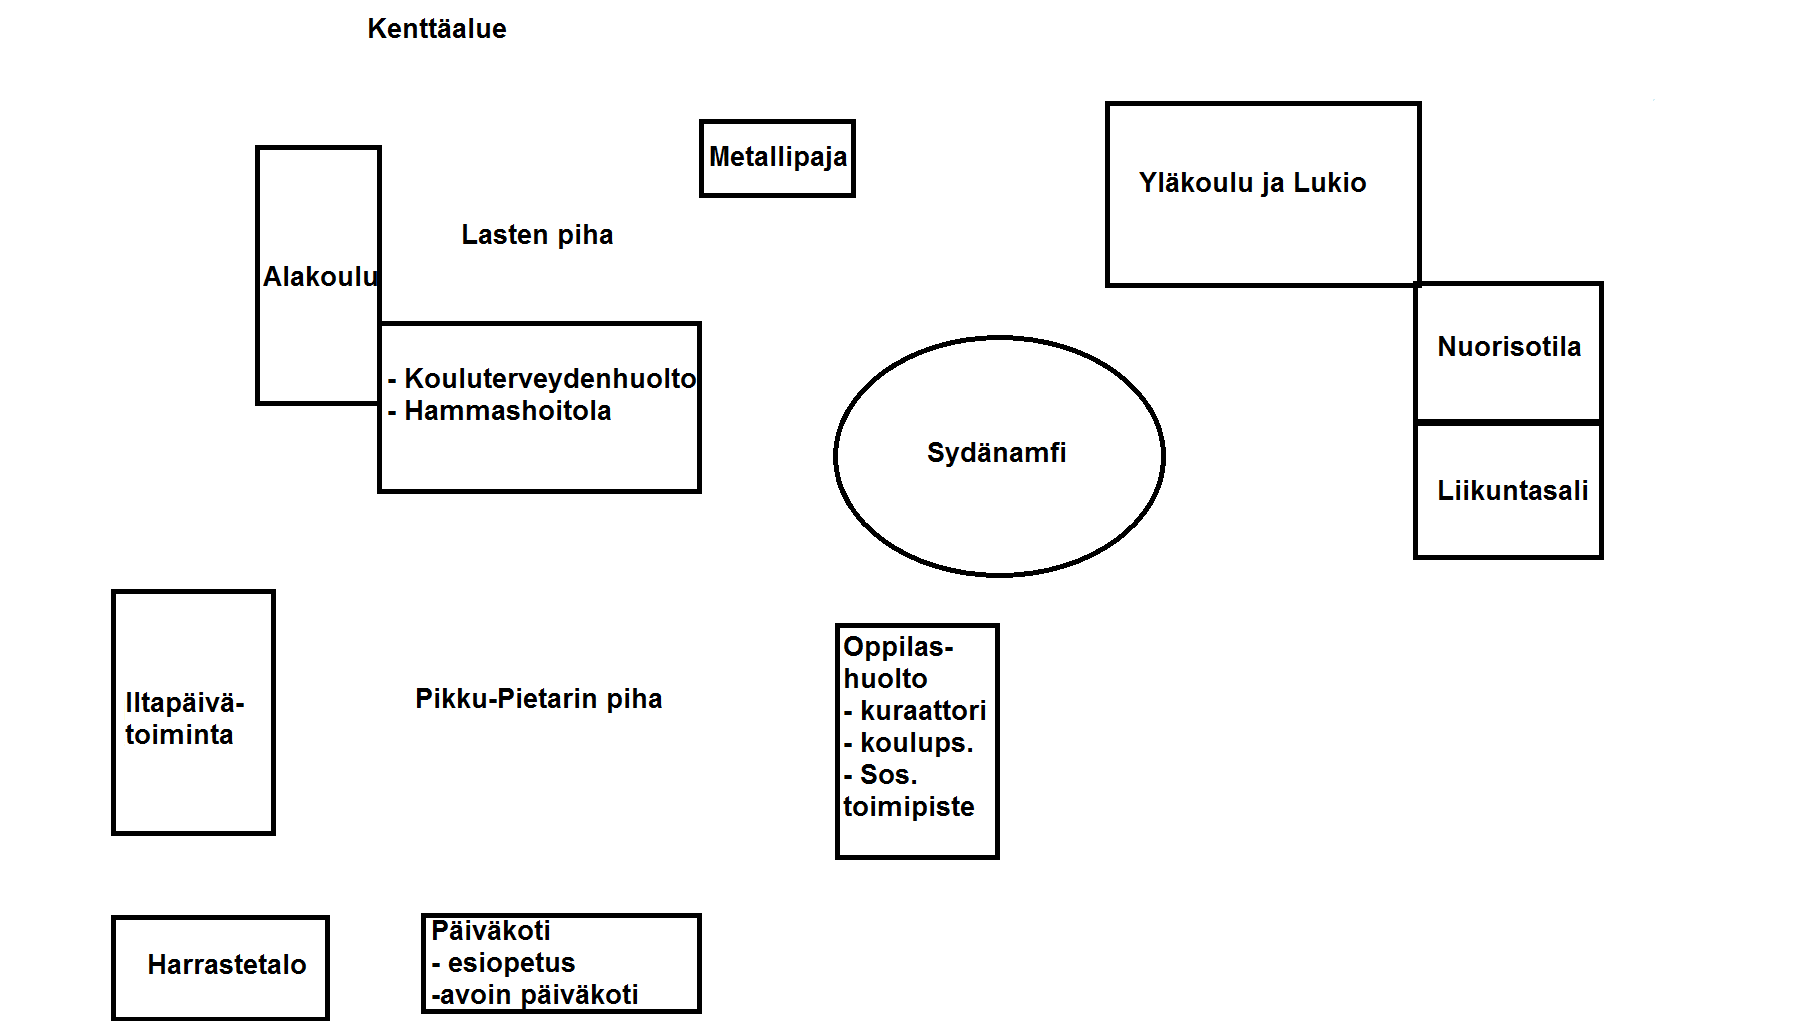 Kenttäalue
Metallipaja
Yläkoulu ja Lukio
Lasten piha
Alakoulu
Nuorisotila
- Kouluterveydenhuolto
- Hammashoitola
Sydänamfi
Liikuntasali
Iltapäivä-
toiminta
Pikku-Pietarin piha
Oppilas-
huolto
- kuraattori
- koulups.
- Sos.
toimipiste
Harrastetalo
Päiväkoti
- esiopetus
-avoin päiväkoti